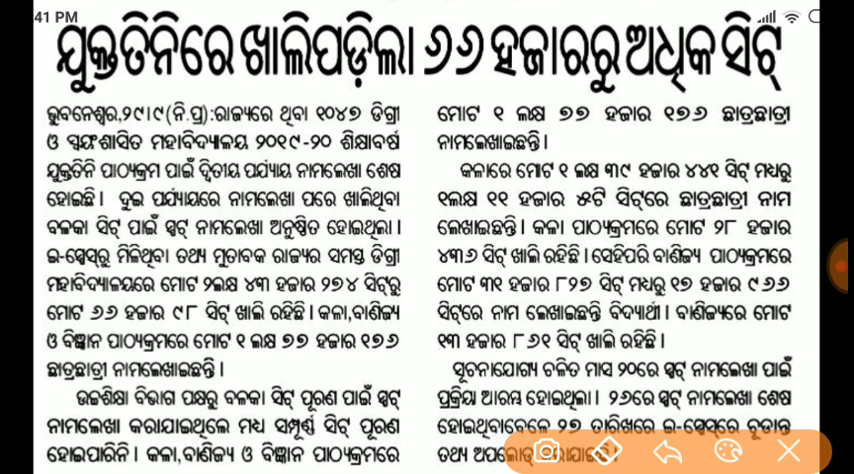 41 PM
ଯୁକ୍ତତିନିରେ ଖାଲିପଡ଼ିଲା ୬୬ ହଜାରରୁ ଅଧିକ ସିଟ୍
ଭୁବନେଶ୍ୱର,୨୯।୯(ନି.ପ୍ର):ରାଜ୍ୟରେ ଥିବା ୧୦୪୭ ଡିଗ୍ରୀ
ଓ ସ୍ୱୟଂଶାସିତ ମହାବିଦ୍ୟାଳୟ ୨୦୧୯-୨୦ ଶିକ୍ଷାବର୍ଷ
ଯୁକ୍ତତିନି ପାଠ୍ୟକ୍ରମ ପାଇଁ ଦ୍ୱିତୀୟ ପର୍ଯ୍ୟାୟ ନାମଲେଖା ଶେଷ
ହୋଇଛି। ଦୁଇ ପର୍ଯ୍ୟାୟରେ ନାମଲେଖା ପରେ ଖାଲିଥିବା
ବଳକା ସିଟ୍ ପାଇଁ ସ୍ପଟ୍ ନାମଲେଖା ଅନୁଷ୍ଠିତ ହୋଇଥିଲା।
ଇ-ସ୍ପେସ୍‌ରୁ ମିଳିଥିବା ତଥ୍ୟ ମୁତାବକ ରାଜ୍ୟର ସମସ୍ତ ଡିଗ୍ରୀ
ମହାବିଦ୍ୟାଳୟରେ ମୋଟ ୨ଲକ୍ଷ ୪୩ ହଜାର ୨୭୪ ସିଟ୍‌ରୁ
ମୋଟ ୬୬ ହଜାର ୯୮ ସିଟ୍ ଖାଲି ରହିଛି। କଳା,ବାଣିଜ୍ୟ
ଓ ବିଜ୍ଞାନ ପାଠ୍ୟକ୍ରମରେ ମୋଟ ୧ ଲକ୍ଷ ୭୭ ହଜାର ୧୭୬
ଛାତ୍ରଛାତ୍ରୀ ନାମଲେଖାଇଛନ୍ତି।
ଉଚ୍ଚଶିକ୍ଷା ବିଭାଗ ପକ୍ଷରୁ ବଳକା ସିଟ୍ ପୂରଣ ପାଇଁ ସ୍ପଟ୍
ନାମଲେଖା କରାଯାଇଥିଲେ ମଧ୍ୟ ସମ୍ପୂର୍ଣ୍ଣ ସିଟ୍ ପୂରଣ
ହୋଇପାରିନି। କଳା,ବାଣିଜ୍ୟ ଓ ବିଜ୍ଞାନ ପାଠ୍ୟକ୍ରମରେ
ମୋଟ ୧ ଲକ୍ଷ ୭୭ ହଜାର ୧୭୬ ଛାତ୍ରଛାତ୍ରୀ
ନାମଲେଖାଇଛନ୍ତି।
କଳାରେ ମୋଟ ୧ ଲକ୍ଷ ୩୯ ହଜାର ୪୪୧ ସିଟ୍ ମଧ୍ୟରୁ
୧ଲକ୍ଷ ୧୧ ହଜାର ୫ଟି ସିଟ୍‌ରେ ଛାତ୍ରଛାତ୍ରୀ ନାମ
ଲେଖାଇଛନ୍ତି। କଳା ପାଠ୍ୟକ୍ରମରେ ମୋଟ ୨୮ ହଜାର
୪୩୬ ସିଟ୍ ଖାଲି ରହିଛି। ସେହିପରି ବାଣିଜ୍ୟ ପାଠ୍ୟକ୍ରମରେ
ମୋଟ ୩୧ ହଜାର ୮୨୭ ସିଟ୍ ମଧ୍ୟରୁ ୧୭ ହଜାର ୯୬୬
ସିଟ୍‌ରେ ନାମ ଲେଖାଇଛନ୍ତି ବିଦ୍ୟାର୍ଥୀ। ବାଣିଜ୍ୟରେ ମୋଟ
୧୩ ହଜାର ୮୬୧ ସିଟ୍ ଖାଲି ରହିଛି।
ସୂଚନାଯୋଗ୍ୟ ଚଳିତ ମାସ ୨୦ରେ ସ୍ପଟ୍ ନାମଲେଖା ପାଇଁ
ପ୍ରକ୍ରିୟା ଆରମ୍ଭ ହୋଇଥିଲା। ୨୬ରେ ସ୍ପଟ୍ ନାମଲେଖା ଶେଷ
ହୋଇଥିବାବେଳେ ୨୭ ତାରିଖରେ ଇ-ସ୍ପେସ୍‌ରେ ଚୂଡାନ୍ତ
ତଥ୍ୟ